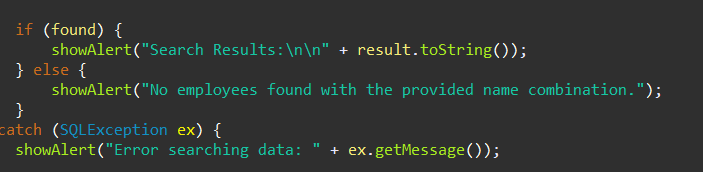 if (found) {
showAlert("Search Results:\n\n" + result.toString());
} else {
showAlert("No employees found with the provided name combination.");
}
catch (SQLException ex) {
showAlert("Error searching data: " + ex.getMessage());